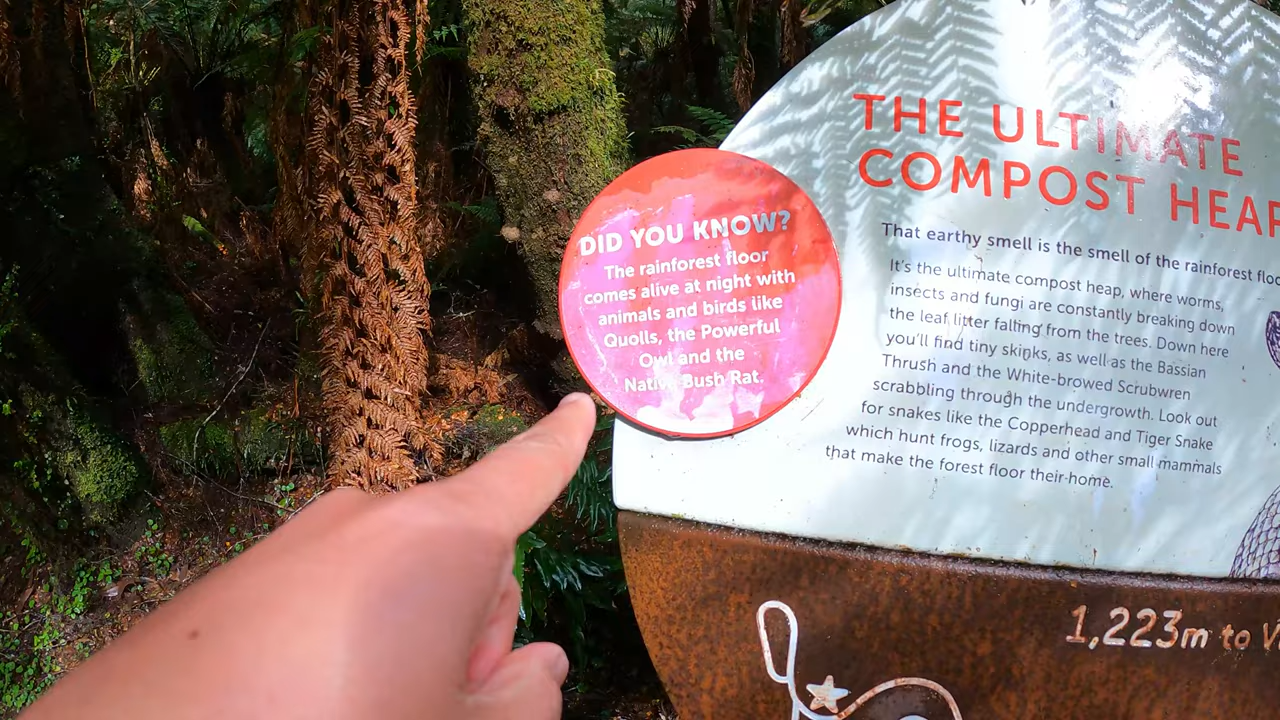 DID YOU KNOW?
The rainforest floor
comes alive at night with
animals and birds like
Quolls, the Powerful
Owl and the
Native Bush Rat.
THE ULTIMATE
COMPOST HEAP
That earthy smell is the smell of the rainforest floo
It's the ultimate compost heap, where worms,
insects and fungi are constantly breaking down
the leaf litter falling from the trees. Down here
you'll find tiny skinks, as well as the Bassian
Thrush and the White-browed Scrubwren
scrabbling through the undergrowth. Look out
for snakes like the Copperhead and Tiger Snake
which hunt frogs, lizards and other small mammals
that make the forest floor their home.
1,223m to